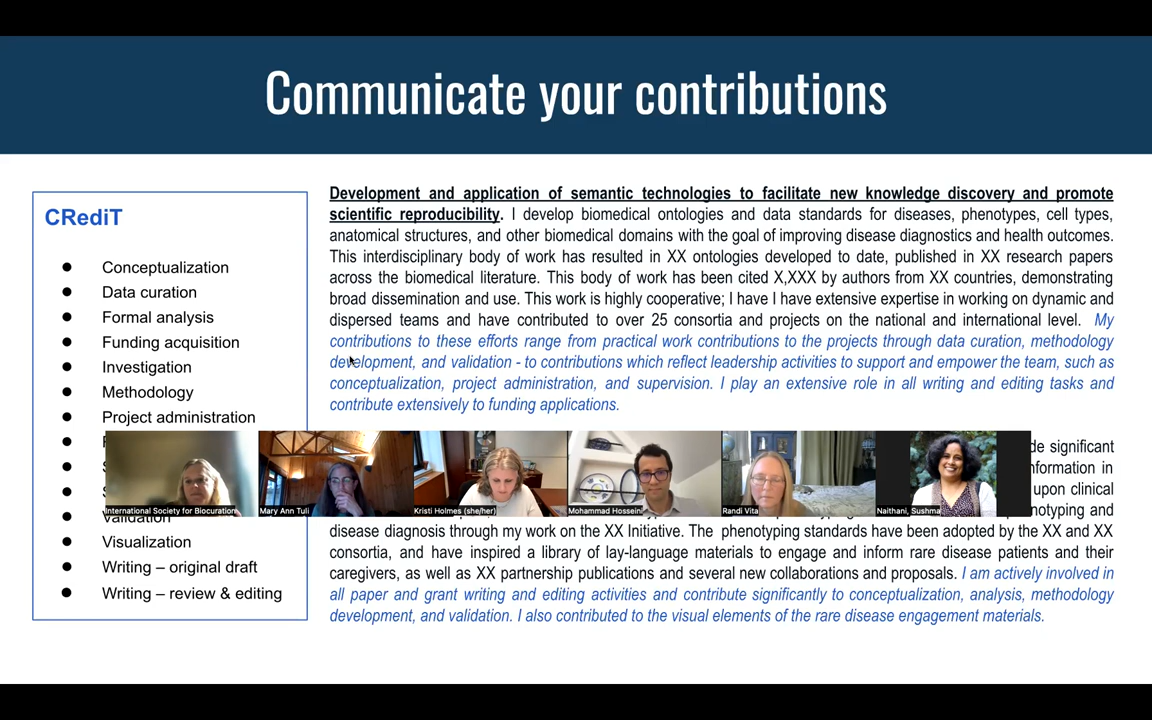 Communicate your contributions
CRediT
Conceptualization
Data curation
Formal analysis
Funding acquisition
Investigation
Methodology
Project administration
Validation
Visualization
Writing – original draft
Writing – review & editing
Development and application of semantic technologies to facilitate new knowledge discovery and promote
scientific reproducibility. I develop biomedical ontologies and data standards for diseases, phenotypes, cell types,
anatomical structures, and other biomedical domains with the goal of improving disease diagnostics and health outcomes.
This interdisciplinary body of work has resulted in XX ontologies developed to date, published in XX research papers
across the biomedical literature. This body of work has been cited X,XXX by authors from XX countries, demonstrating
broad dissemination and use. This work is highly cooperative; I have I have extensive expertise in working on dynamic and
dispersed teams and have contributed to over 25 consortia and projects on the national and international level. My
contributions to these efforts range from practical work contributions to the projects through data curation, methodology
development, and validation - to contributions which reflect leadership activities to support and empower the team, such as
conceptualization, project administration, and supervision. I play an extensive role in all writing and editing tasks and
contribute extensively to funding applications.
significant
in
upon clinical
and
disease diagnosis through my work on the XX Initiative. The phenotyping standards have been adopted by the XX and XX
consortia, and have inspired a library of lay-language materials to engage and inform rare disease patients and their
caregivers, as well as XX partnership publications and several new collaborations and proposals. I am actively involved in
all paper and grant writing and editing activities and contribute significantly to conceptualization, analysis, methodology
development, and validation. I also contributed to the visual elements of the rare disease engagement materials.
International Society for Biocuration
Mary Ann Tuli
Kristi Holmes (she/her)
Mohammad Hosseini
Randi Vita
Naithani, Sushma